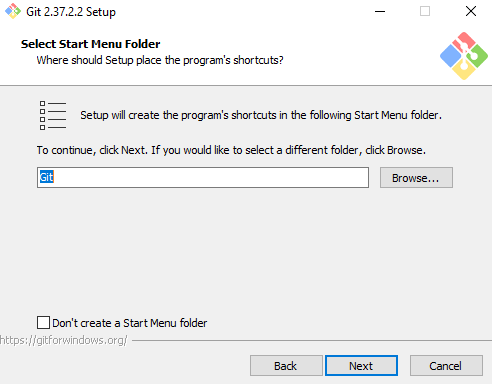 Git 2.37.2.2 Setup
Select Start Menu Folder
Where should Setup place the program's shortcuts?
Setup will create the program's shortcuts in the following Start Menu folder.
To continue, click Next. If you would like to select a different folder, click Browse.
Git
Browse...
Don't create a Start Menu folder
https://gitforwindows.org/
Back
Next
Cancel